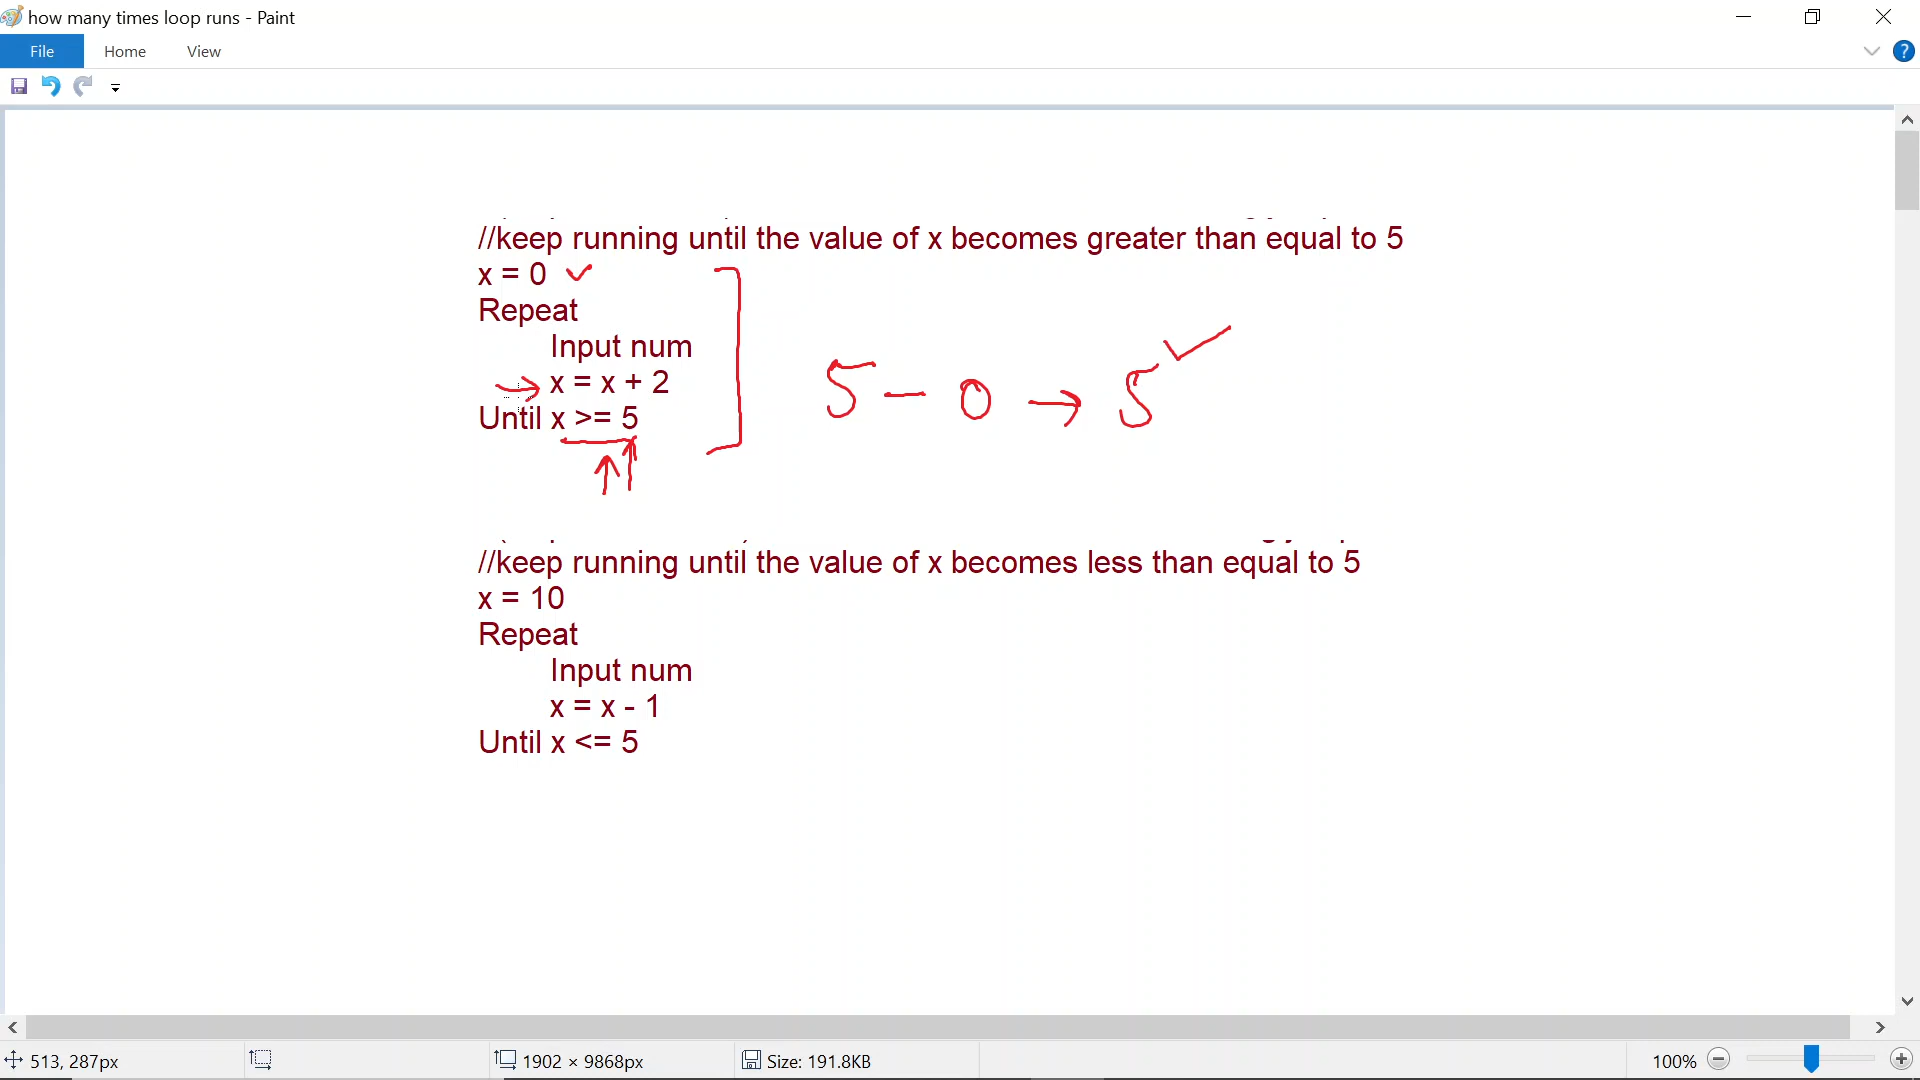 how many times loop runs - Paint
File Home View
//keep running until the value of x becomes greater than equal to 5
x = 0
Repeat
Input num
x = x + 2
Until x >= 5
5 - 0 → 5
//keep running until the value of x becomes less than equal to 5
x = 10
Repeat
Input num
x = x - 1
Until x <= 5
513, 287px 1902 × 9868px Size: 191.8KB 100%